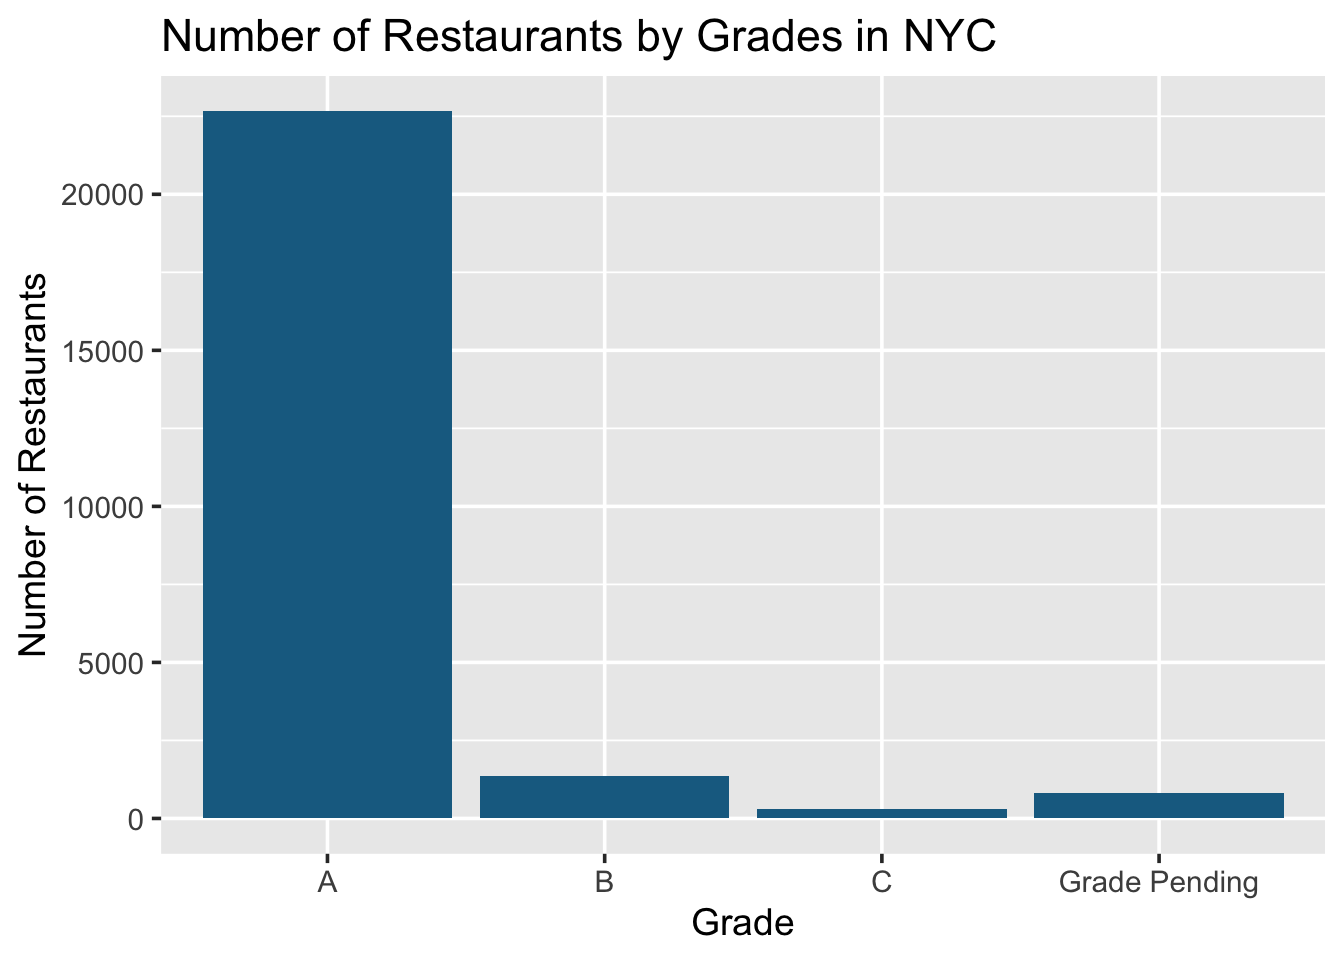 Number of Restaurants by Grades in NYC
Number of Restaurants
20000
15000
10000
5000
0
A B C Grade Pending
Grade